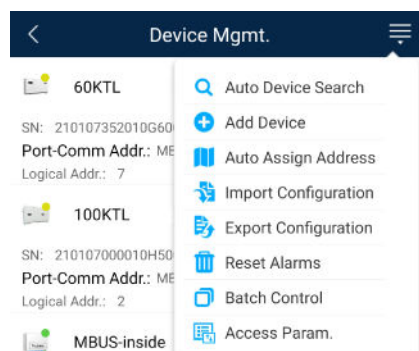 Device Mgmt.
60KTL
SN: 210107352010G60
Port-Comm Addr.: ME
Logical Addr.: 7
100KTL
SN: 210107000010H50
Port-Comm Addr.: ME
Logical Addr.: 2
MBUS-inside
Auto Device Search
Add Device
Auto Assign Address
Import Configuration
Export Configuration
Reset Alarms
Batch Control
Access Param.